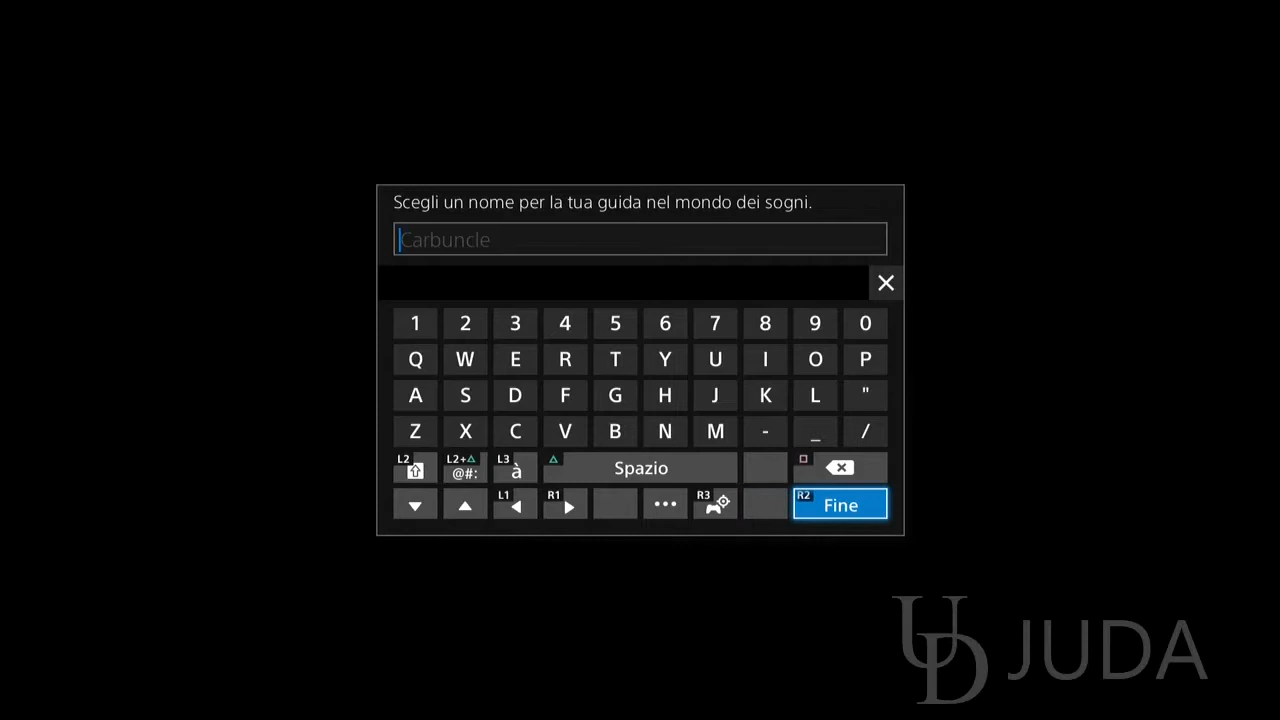 Scegli un nome per la tua guida nel mondo dei sogni.
Carbuncle
1 2 3 4 5 6 7 8 9 0
Q W E R T Y U I O P
A S D F G H J K L "
Z X C V B N M - _ /
L2 L2+△ @#: L3 à △ Spazio □
L1 R1 ... R3 R2 Fine
UD JUDA